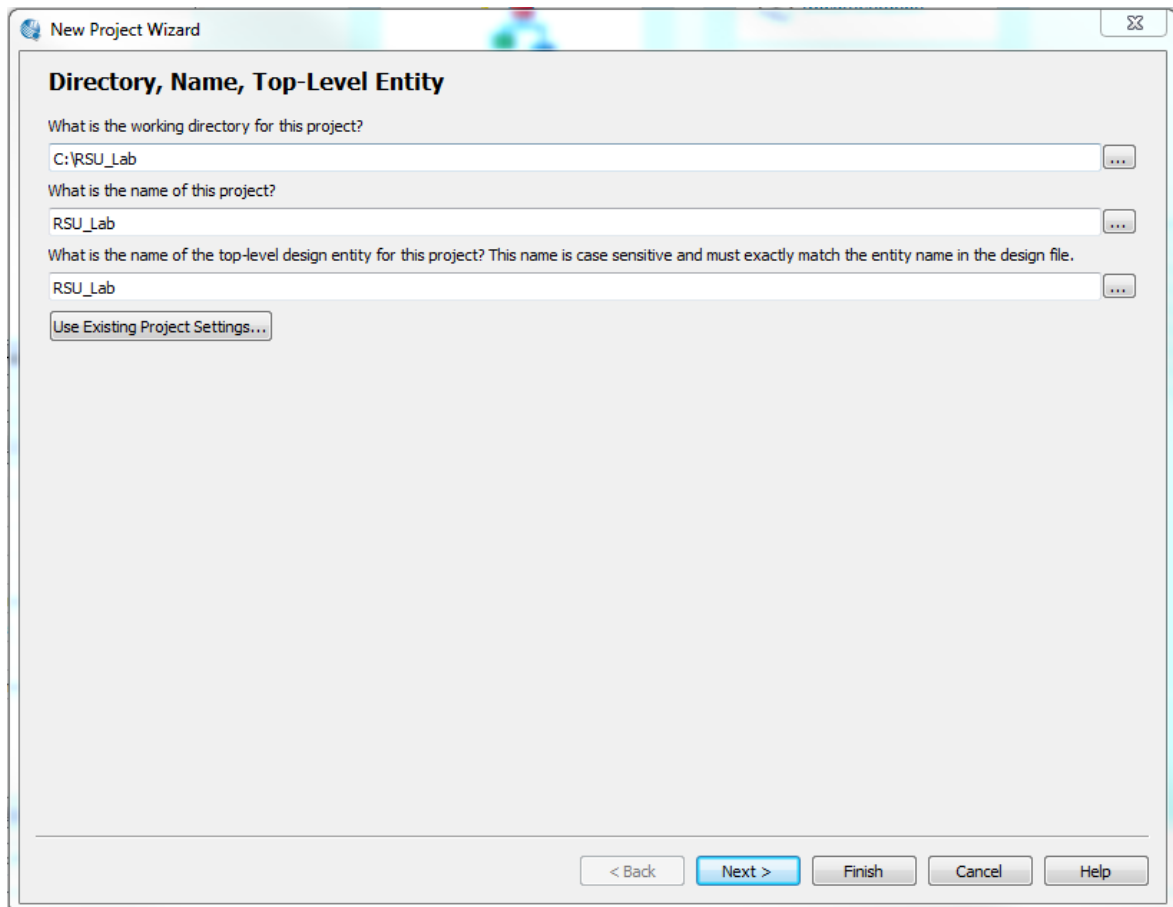 New Project Wizard
Directory, Name, Top-Level Entity
What is the working directory for this project?
C:\RSU_Lab
...
What is the name of this project?
RSU_Lab
...
What is the name of the top-level design entity for this project? This name is case sensitive and must exactly match the entity name in the design file.
RSU_Lab
...
Use Existing Project Settings...
< Back
Next >
Finish
Cancel
Help